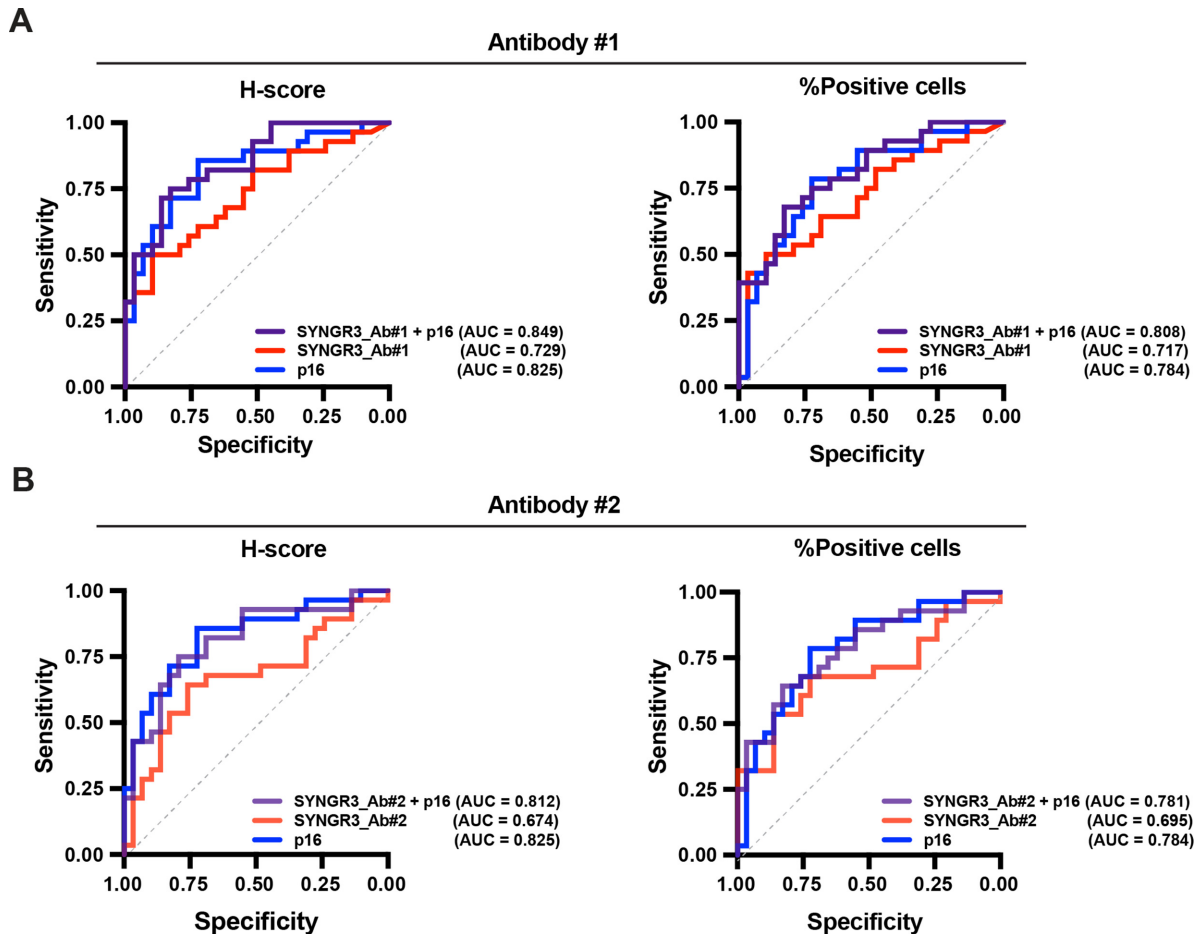 A
Antibody #1
H-score
%Positive cells
1.00
0.75
0.50
0.25
0.00
Sensitivity
SYNGR3_Ab#1 + p16 (AUC = 0.849)
SYNGR3_Ab#1 (AUC = 0.729)
p16 (AUC = 0.825)
1.00 0.75 0.50 0.25 0.00
Specificity
1.00
0.75
0.50
0.25
0.00
Sensitivity
SYNGR3_Ab#1 + p16 (AUC = 0.808)
SYNGR3_Ab#1 (AUC = 0.717)
p16 (AUC = 0.784)
1.00 0.75 0.50 0.25 0.00
Specificity
B
Antibody #2
H-score
%Positive cells
1.00
0.75
0.50
0.25
0.00
Sensitivity
SYNGR3_Ab#2 + p16 (AUC = 0.812)
SYNGR3_Ab#2 (AUC = 0.674)
p16 (AUC = 0.825)
1.00 0.75 0.50 0.25 0.00
Specificity
1.00
0.75
0.50
0.25
0.00
Sensitivity
SYNGR3_Ab#2 + p16 (AUC = 0.781)
SYNGR3_Ab#2 (AUC = 0.695)
p16 (AUC = 0.784)
1.00 0.75 0.50 0.25 0.00
Specificity